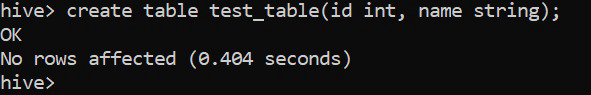 hive> create table test_table(id int, name string);
OK
No rows affected (0.404 seconds)
hive>